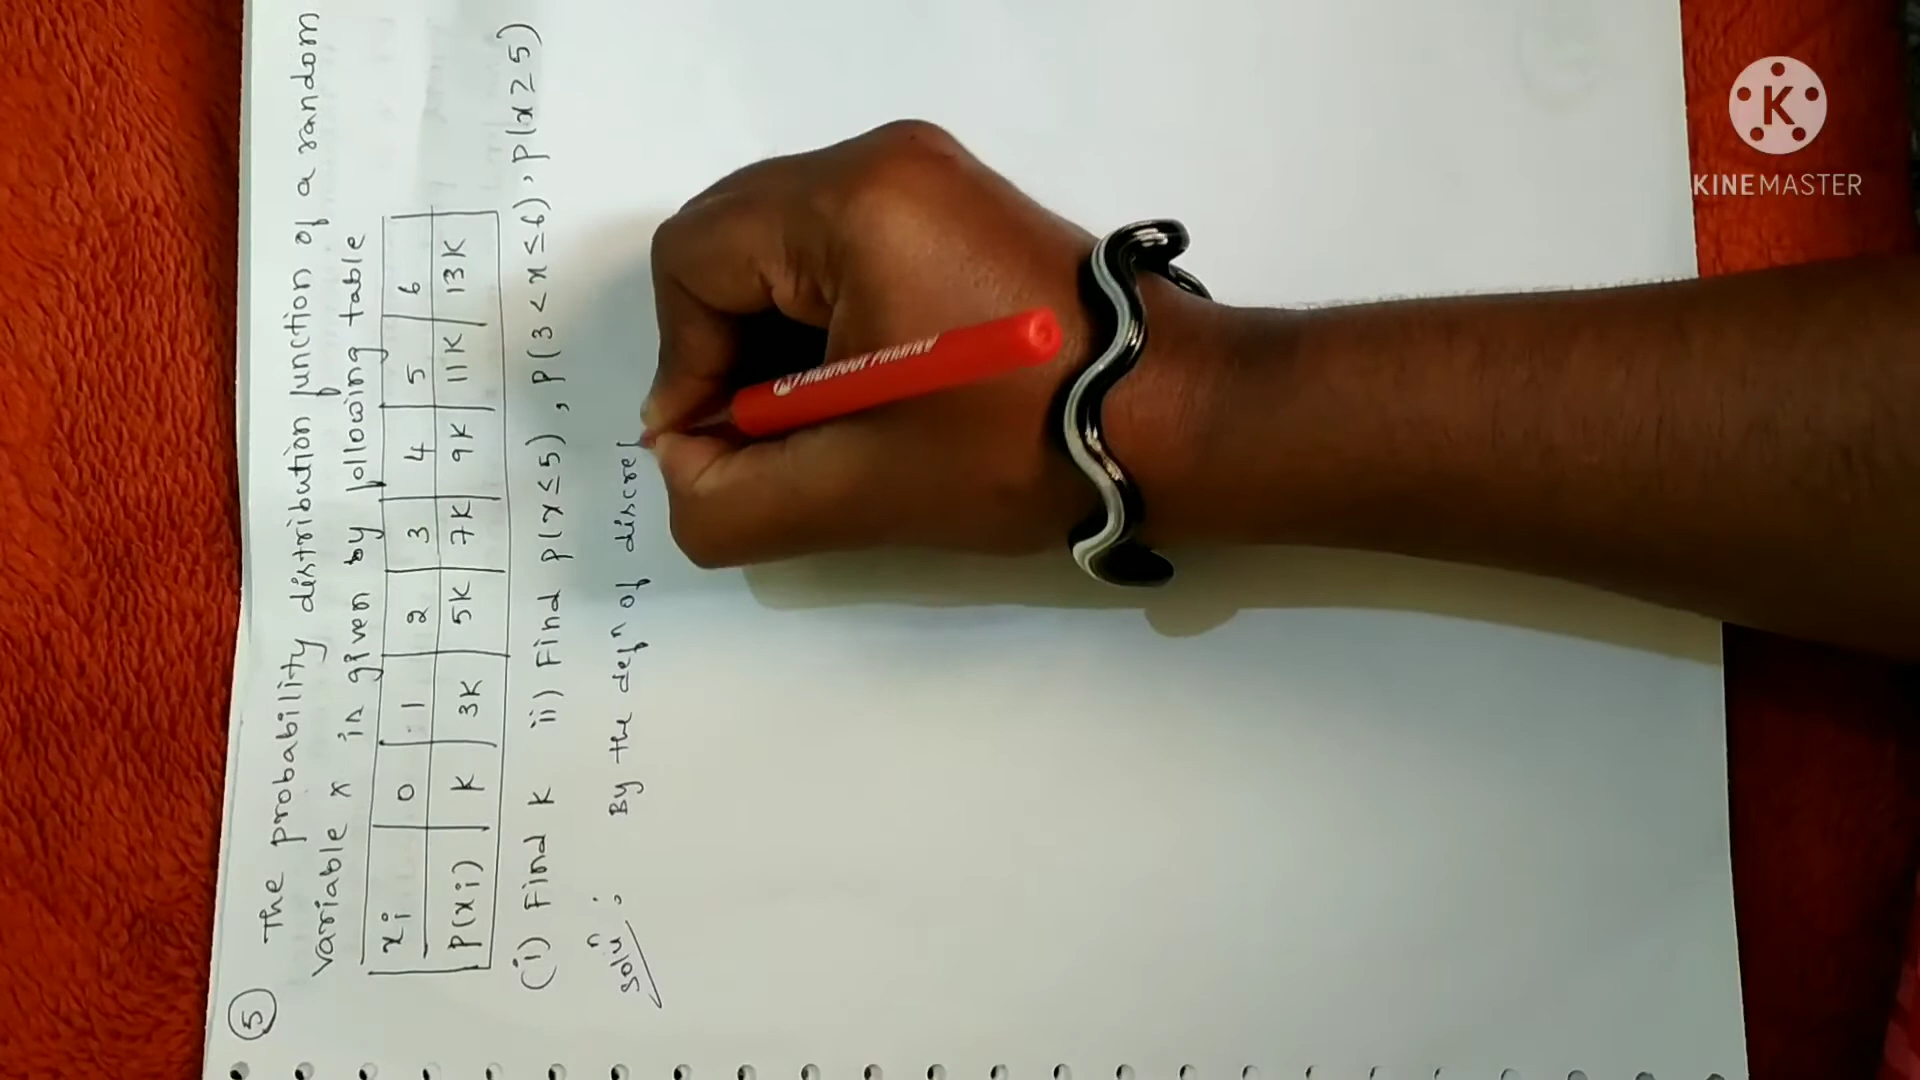 5 The probability distribution function of a random
variable x is given by following table
xi 0 1 2 3 4 5 6
P(xi) K 3K 5K 7K 9K 11K 13K
(i) Find K ii) Find P(x≤5), P(3<x≤6), P(x≥5)
Soluⁿ: By the defⁿ of discre
K
KINEMASTER